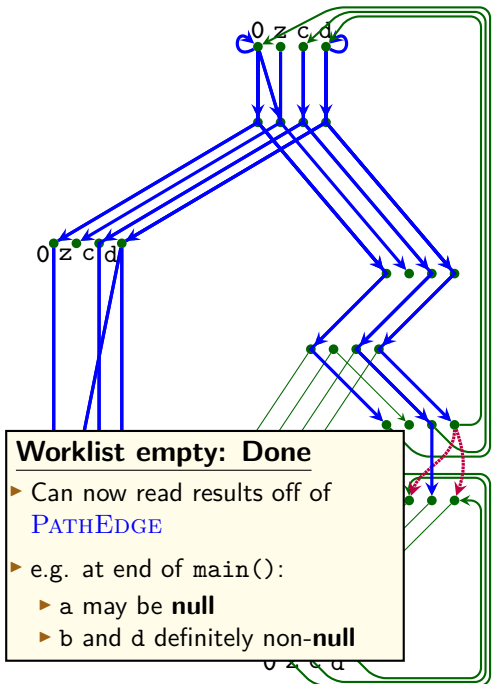 0 z c d
0 z c d
Worklist empty: Done
Can now read results off of
PATHEDGE
e.g. at end of main():
a may be null
b and d definitely non-null
0 z c d